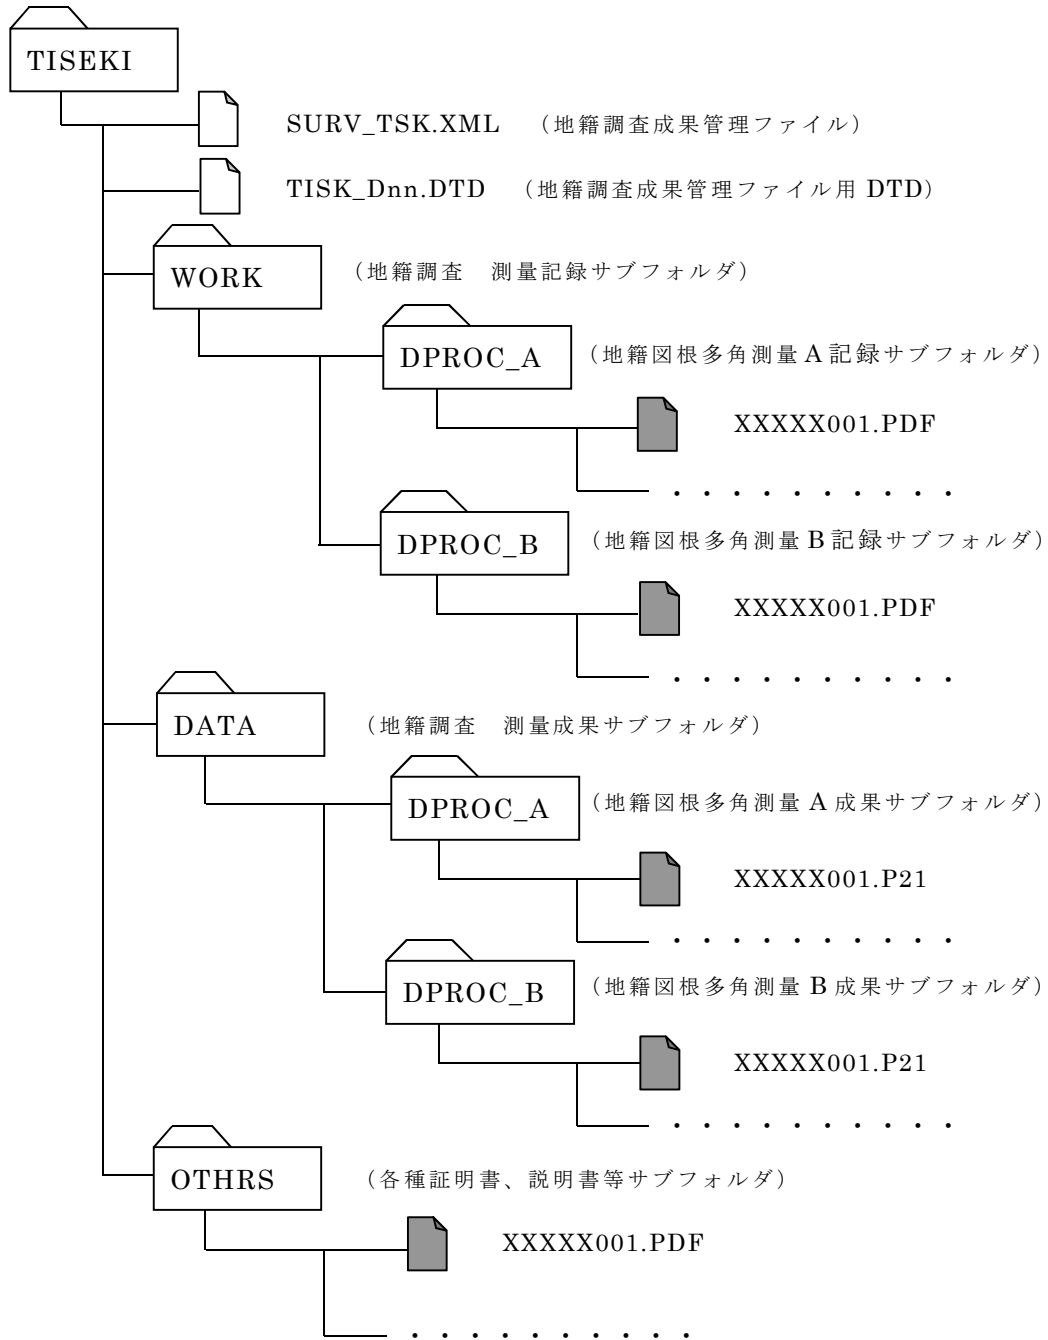 TISEKI
SURV_TSK.XML （地籍調査成果管理ファイル）
TISK_Dnn.DTD （地籍調査成果管理ファイル用 DTD）
WORK （地籍調査　測量記録サブフォルダ）
DPROC_A （地籍図根多角測量 A 記録サブフォルダ）
XXXXX001.PDF
・・・・・・・・・・
DPROC_B （地籍図根多角測量 B 記録サブフォルダ）
XXXXX001.PDF
・・・・・・・・・・
DATA （地籍調査　測量成果サブフォルダ）
DPROC_A （地籍図根多角測量 A 成果サブフォルダ）
XXXXX001.P21
・・・・・・・・・・
DPROC_B （地籍図根多角測量 B 成果サブフォルダ）
XXXXX001.P21
・・・・・・・・・・
OTHRS （各種証明書、説明書等サブフォルダ）
XXXXX001.PDF
・・・・・・・・・・